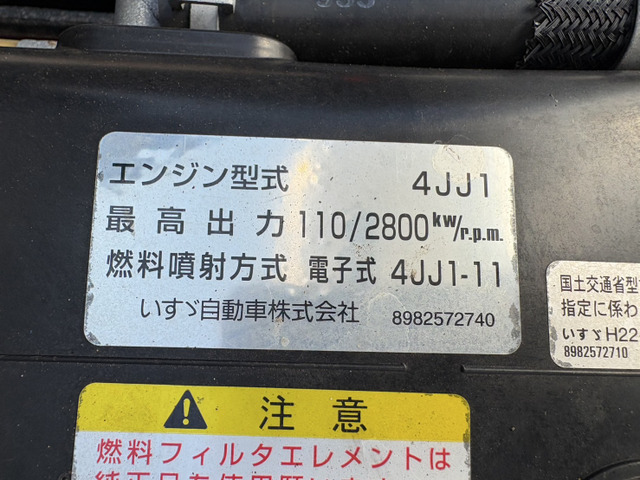 エンジン型式 4JJ1
最高出力 110/2800kw/r.p.m.
燃料噴射方式 電子式 4JJ1-11
いすゞ自動車株式会社 8982572740
国土交通省型
指定に係わ
いすゞH22
8982572710
注意
燃料フィルタエレメントは